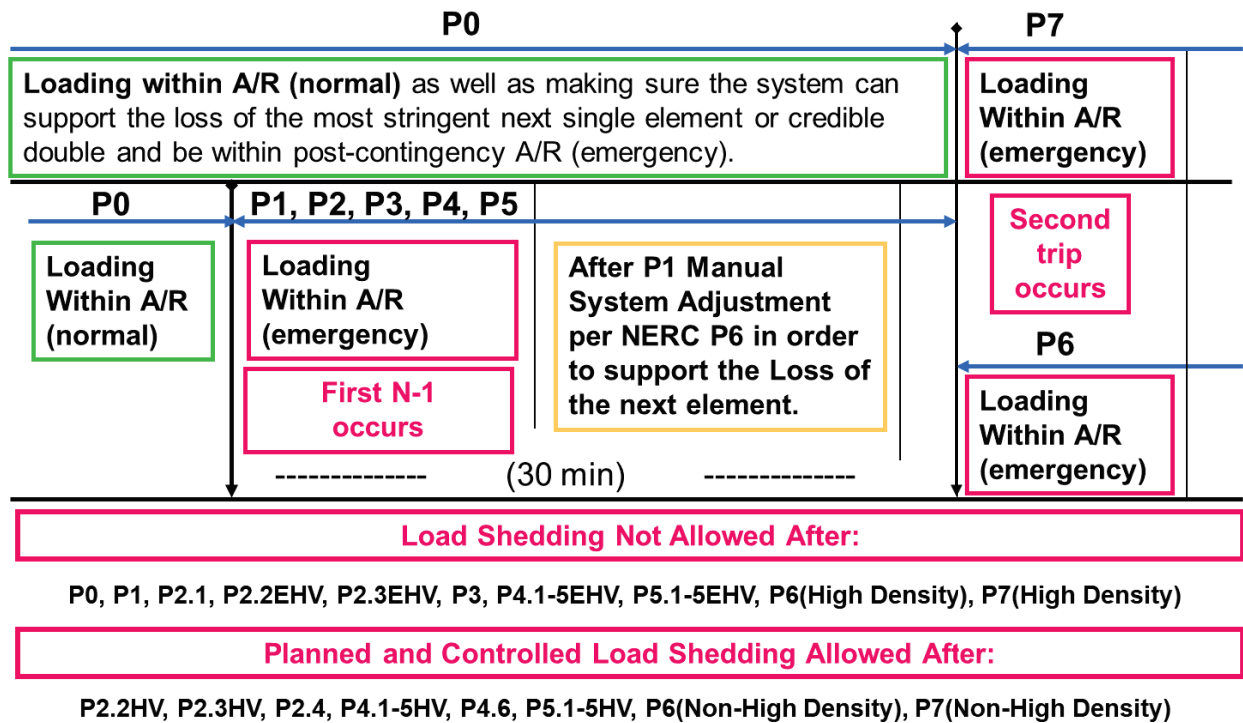 P0
P7
Loading within A/R (normal) as well as making sure the system can
support the loss of the most stringent next single element or credible
double and be within post-contingency A/R (emergency).
Loading
Within A/R
(emergency)
P0
P1, P2, P3, P4, P5
Loading
Within A/R
(normal)
Loading
Within A/R
(emergency)
First N-1
occurs
After P1 Manual
System Adjustment
per NERC P6 in order
to support the Loss of
the next element.
Second
trip
occurs
P6
Loading
Within A/R
(emergency)
------------- (30 min) -------------
Load Shedding Not Allowed After:
P0, P1, P2.1, P2.2EHV, P2.3EHV, P3, P4.1-5EHV, P5.1-5EHV, P6(High Density), P7(High Density)
Planned and Controlled Load Shedding Allowed After:
P2.2HV, P2.3HV, P2.4, P4.1-5HV, P4.6, P5.1-5HV, P6(Non-High Density), P7(Non-High Density)